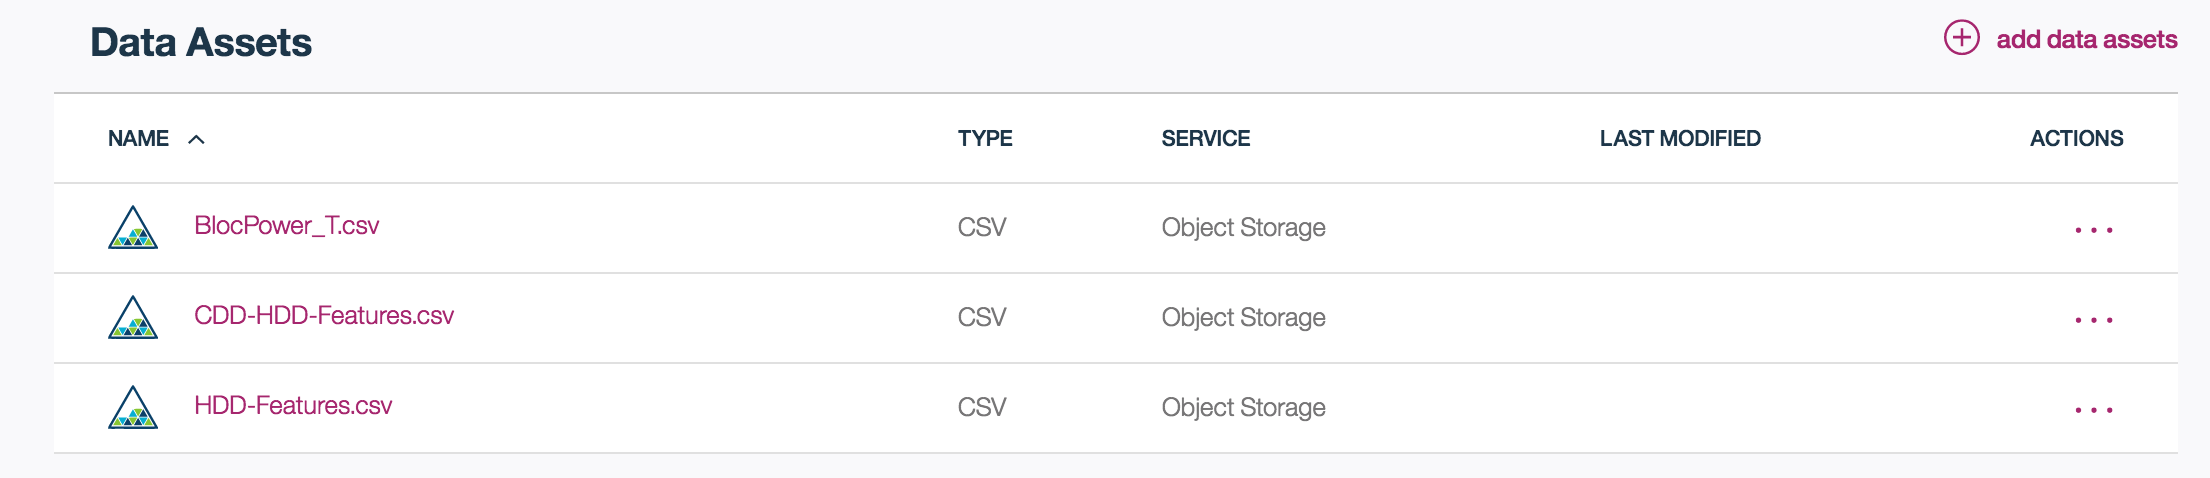 Data Assets
add data assets
NAME TYPE SERVICE LAST MODIFIED ACTIONS
BlocPower_T.csv CSV Object Storage
CDD-HDD-Features.csv CSV Object Storage
HDD-Features.csv CSV Object Storage